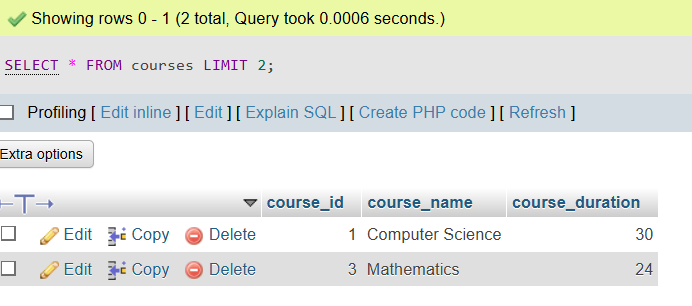 Showing rows 0 - 1 (2 total, Query took 0.0006 seconds.)
SELECT * FROM courses LIMIT 2;
Profiling [ Edit inline ] [ Edit ] [ Explain SQL ] [ Create PHP code ] [ Refresh ]
Extra options
course_id course_name course_duration
Edit Copy Delete 1 Computer Science 30
Edit Copy Delete 3 Mathematics 24